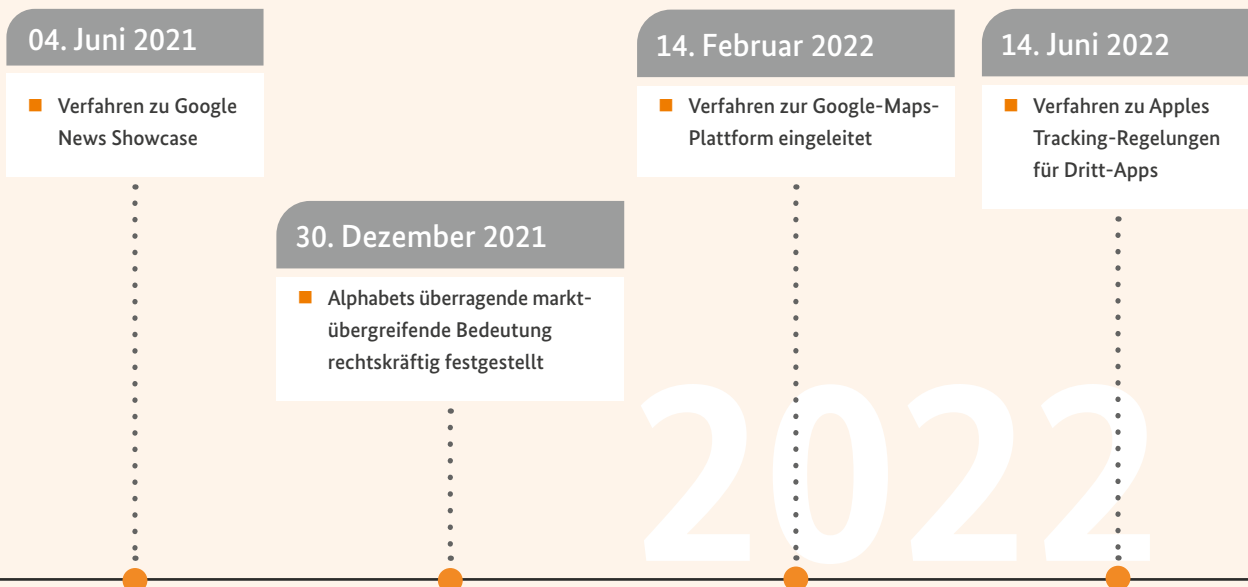 04. Juni 2021
Verfahren zu Google
News Showcase
30. Dezember 2021
Alphabets überragende markt-
übergreifende Bedeutung
rechtskräftig festgestellt
14. Februar 2022
Verfahren zur Google-Maps-
Plattform eingeleitet
14. Juni 2022
Verfahren zu Apples
Tracking-Regelungen
für Dritt-Apps
2022